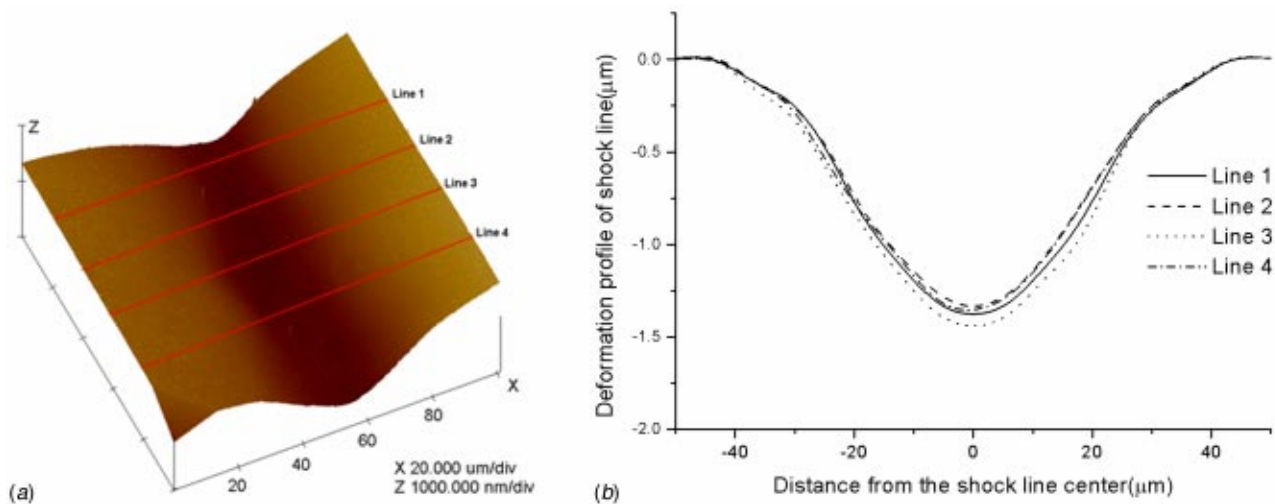 (a)
Z
Line 1
Line 2
Line 3
Line 4
X
20
40
60
80
X 20.000 um/div
Z 1000.000 nm/div
(b)
Deformation profile of shock line(μm)
0.0
-0.5
-1.0
-1.5
-2.0
-40
-20
0
20
40
Distance from the shock line center(μm)
Line 1
Line 2
Line 3
Line 4